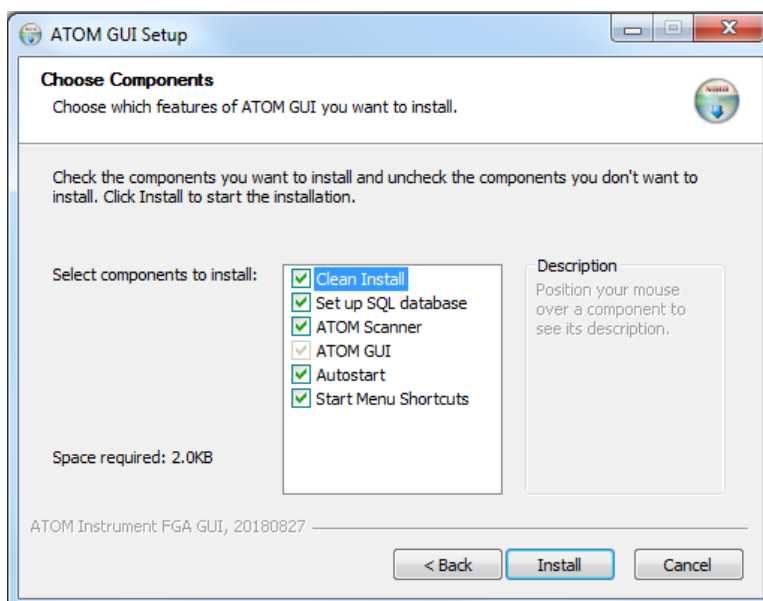 ATOM GUI Setup
Choose Components
Choose which features of ATOM GUI you want to install.
Check the components you want to install and uncheck the components you don't want to
install. Click Install to start the installation.
Select components to install:
Clean Install
Set up SQL database
ATOM Scanner
ATOM GUI
Autostart
Start Menu Shortcuts
Description
Position your mouse
over a component to
see its description.
Space required: 2.0KB
ATOM Instrument FGA GUI, 20180827
< Back
Install
Cancel